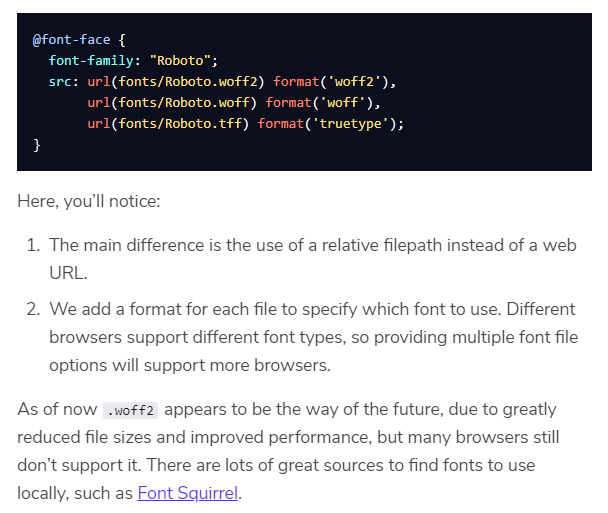 @font-face {
  font-family: "Roboto";
  src: url(fonts/Roboto.woff2) format('woff2'),
       url(fonts/Roboto.woff) format('woff'),
       url(fonts/Roboto.tff) format('truetype');
}
Here, you’ll notice:
1. The main difference is the use of a relative filepath instead of a web
URL.
2. We add a format for each file to specify which font to use. Different
browsers support different font types, so providing multiple font file
options will support more browsers.
As of now .woff2 appears to be the way of the future, due to greatly
reduced file sizes and improved performance, but many browsers still
don’t support it. There are lots of great sources to find fonts to use
locally, such as Font Squirrel.